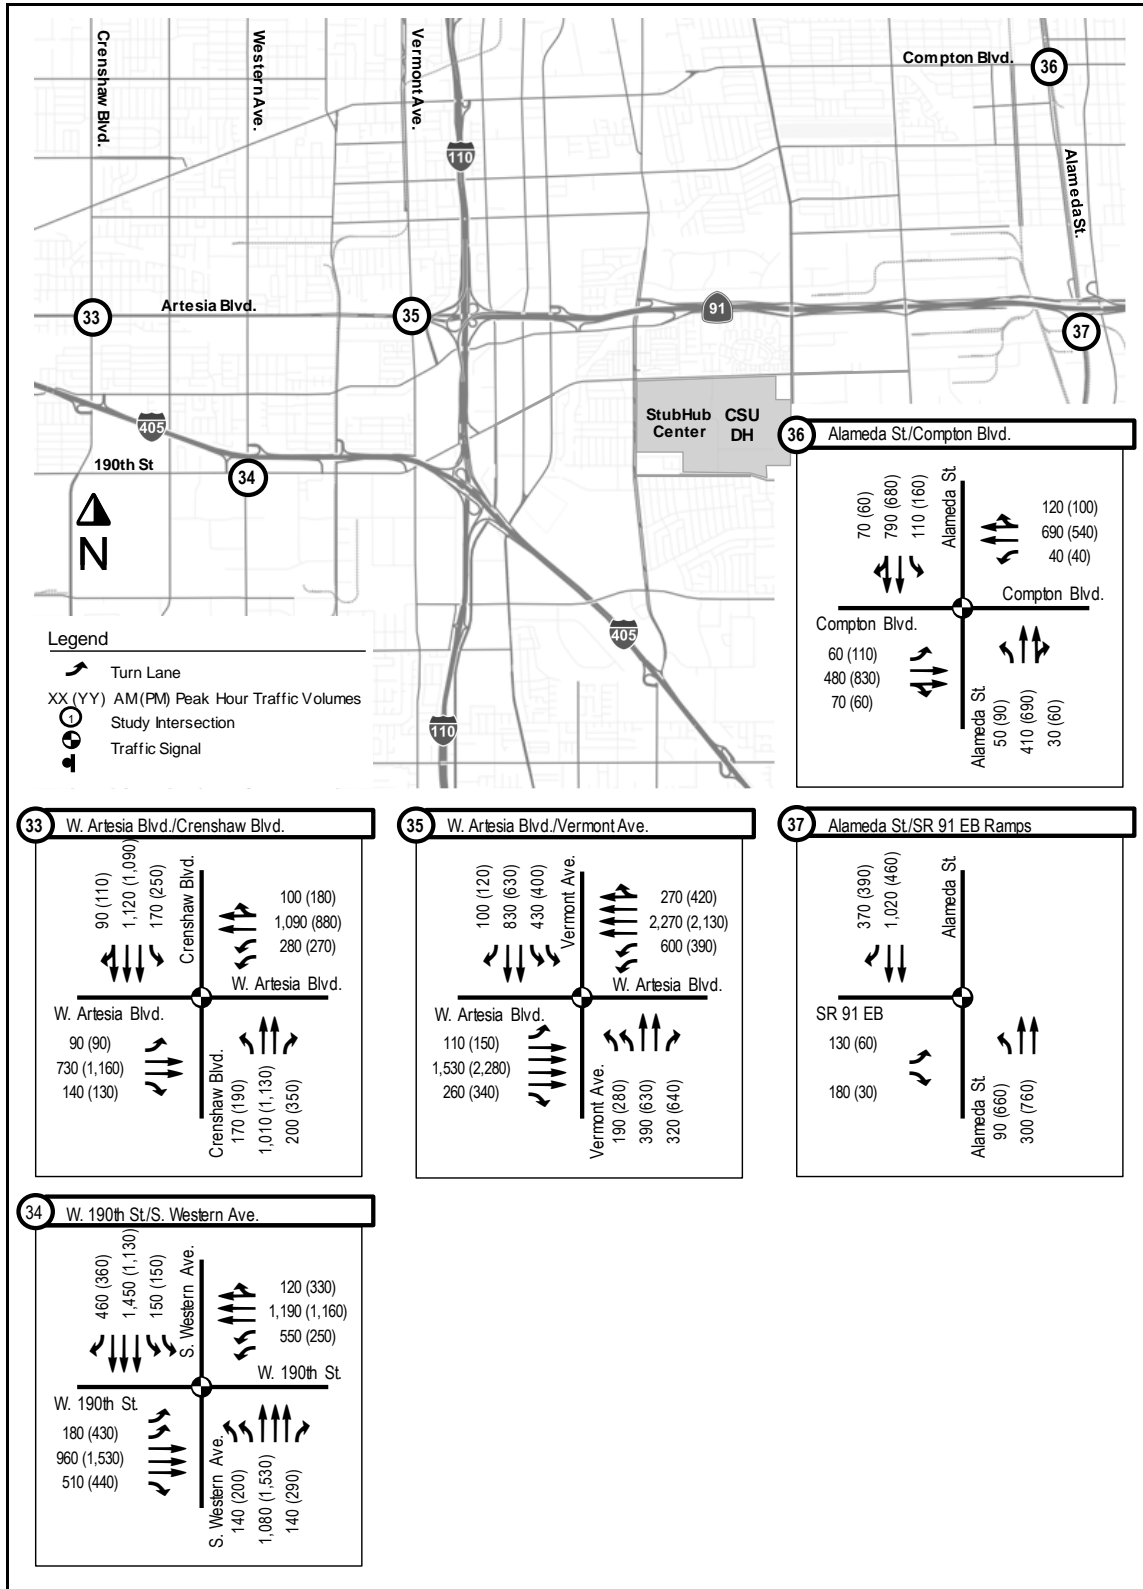 Crenshaw Blvd.
Western Ave.
Vermont Ave.
Compton Blvd.
36
110
Alameda St.
33
Artesia Blvd.
35
91
37
405
190th St
34
StubHub
Center
CSU
DH
N
405
110
Legend
Turn Lane
XX (YY) AM(PM) Peak Hour Traffic Volumes
1
Study Intersection
Traffic Signal
36
Alameda St./Compton Blvd.
70 (60)
790 (680)
110 (160)
Alameda St.
120 (100)
690 (540)
40 (40)
Compton Blvd.
Compton Blvd.
60 (110)
480 (830)
70 (60)
Alameda St.
50 (90)
410 (690)
30 (60)
33
W. Artesia Blvd./Crenshaw Blvd.
90 (110)
1,120 (1,090)
170 (250)
Crenshaw Blvd.
100 (180)
1,090 (880)
280 (270)
W. Artesia Blvd.
W. Artesia Blvd.
90 (90)
730 (1,160)
140 (130)
Crenshaw Blvd.
170 (190)
1,010 (1,130)
200 (350)
35
W. Artesia Blvd./Vermont Ave.
100 (120)
830 (630)
430 (400)
Vermont Ave.
270 (420)
2,270 (2,130)
600 (390)
W. Artesia Blvd.
W. Artesia Blvd.
110 (150)
1,530 (2,280)
260 (340)
Vermont Ave.
190 (280)
390 (630)
320 (640)
37
Alameda St./SR 91 EB Ramps
370 (390)
1,020 (460)
Alameda St.
SR 91 EB
130 (60)
180 (30)
Alameda St.
90 (660)
300 (760)
34
W. 190th St./S. Western Ave.
460 (360)
1,450 (1,130)
150 (150)
S. Western Ave.
120 (330)
1,190 (1,160)
550 (250)
W. 190th St.
W. 190th St.
180 (430)
960 (1,530)
510 (440)
S. Western Ave.
140 (200)
1,080 (1,530)
140 (290)